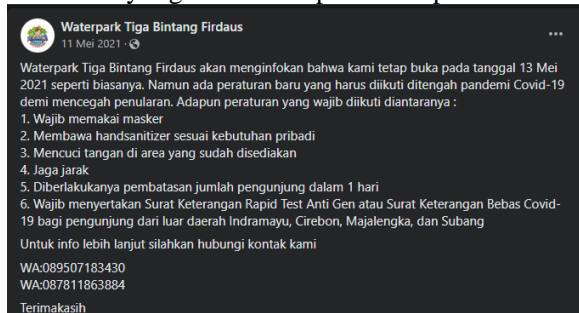 Waterpark Tiga Bintang Firdaus
11 Mei 2021 ·
Waterpark Tiga Bintang Firdaus akan menginfokan bahwa kami tetap buka pada tanggal 13 Mei
2021 seperti biasanya. Namun ada peraturan baru yang harus diikuti ditengah pandemi Covid-19
demi mencegah penularan. Adapun peraturan yang wajib diikuti diantaranya :
1. Wajib memakai masker
2. Membawa handsanitizer sesuai kebutuhan pribadi
3. Mencuci tangan di area yang sudah disediakan
4. Jaga jarak
5. Diberlakukanya pembatasan jumlah pengunjung dalam 1 hari
6. Wajib menyertakan Surat Keterangan Rapid Test Anti Gen atau Surat Keterangan Bebas Covid-
19 bagi pengunjung dari luar daerah Indramayu, Cirebon, Majalengka, dan Subang
Untuk info lebih lanjut silahkan hubungi kontak kami
WA:089507183430
WA:087811863884
Terimakasih